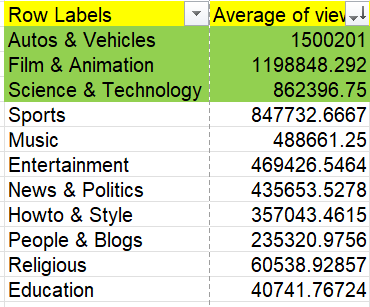 Row Labels Average of view
Autos & Vehicles 1500201
Film & Animation 1198848.292
Science & Technology 862396.75
Sports 847732.6667
Music 488661.25
Entertainment 469426.5464
News & Politics 435653.5278
Howto & Style 357043.4615
People & Blogs 235320.9756
Religious 60538.92857
Education 40741.76724